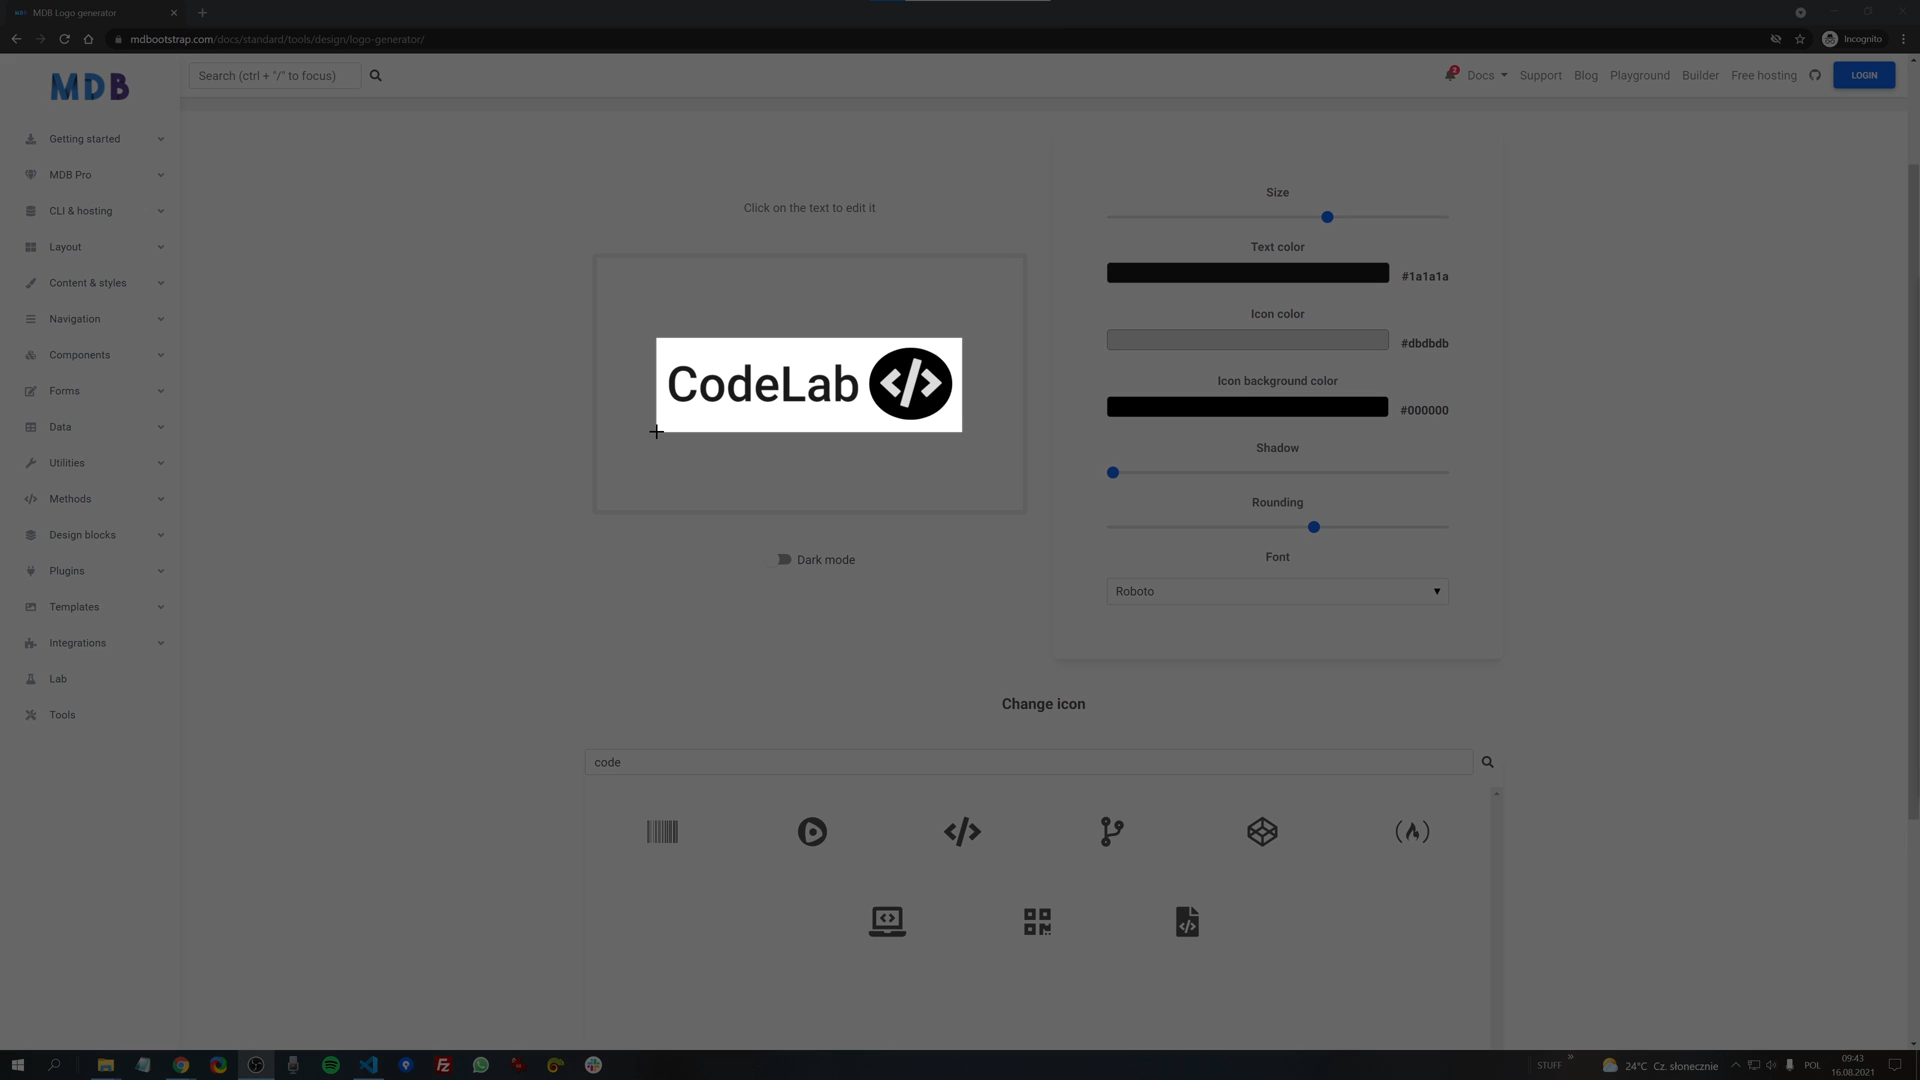 MDB Logo generator
mdbootstrap.com/docs/standard/tools/design/logo-generator/
Incognito
MDB
Search (ctrl + "/" to focus)
2
Docs
Support
Blog
Playground
Builder
Free hosting
LOGIN
Getting started
MDB Pro
CLI & hosting
Layout
Content & styles
Navigation
Components
Forms
Data
Utilities
Methods
Design blocks
Plugins
Templates
Integrations
Lab
Tools
Click on the text to edit it
CodeLab
Dark mode
Size
Text color
#1a1a1a
Icon color
#dbdbdb
Icon background color
#000000
Shadow
Rounding
Font
Roboto
Change icon
code
STUFF
24°C Cz. słonecznie
POL
09:43
16.08.2021